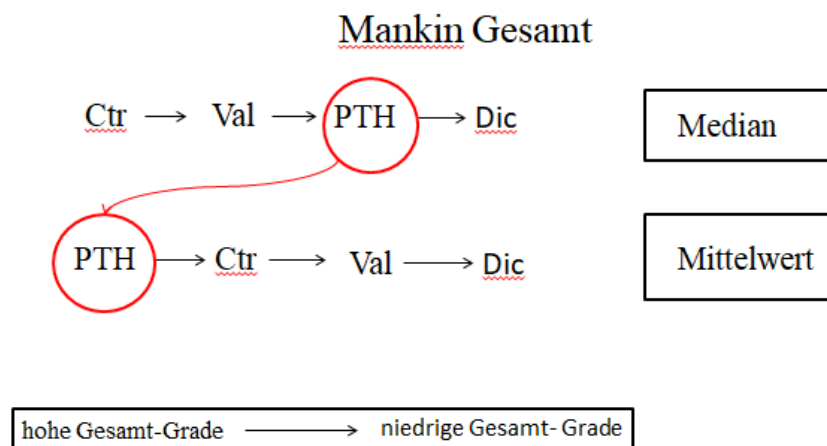 Mankin Gesamt
Ctr Val PTH Dic Median
PTH Ctr Val Dic Mittelwert
hohe Gesamt-Grade niedrige Gesamt- Grade